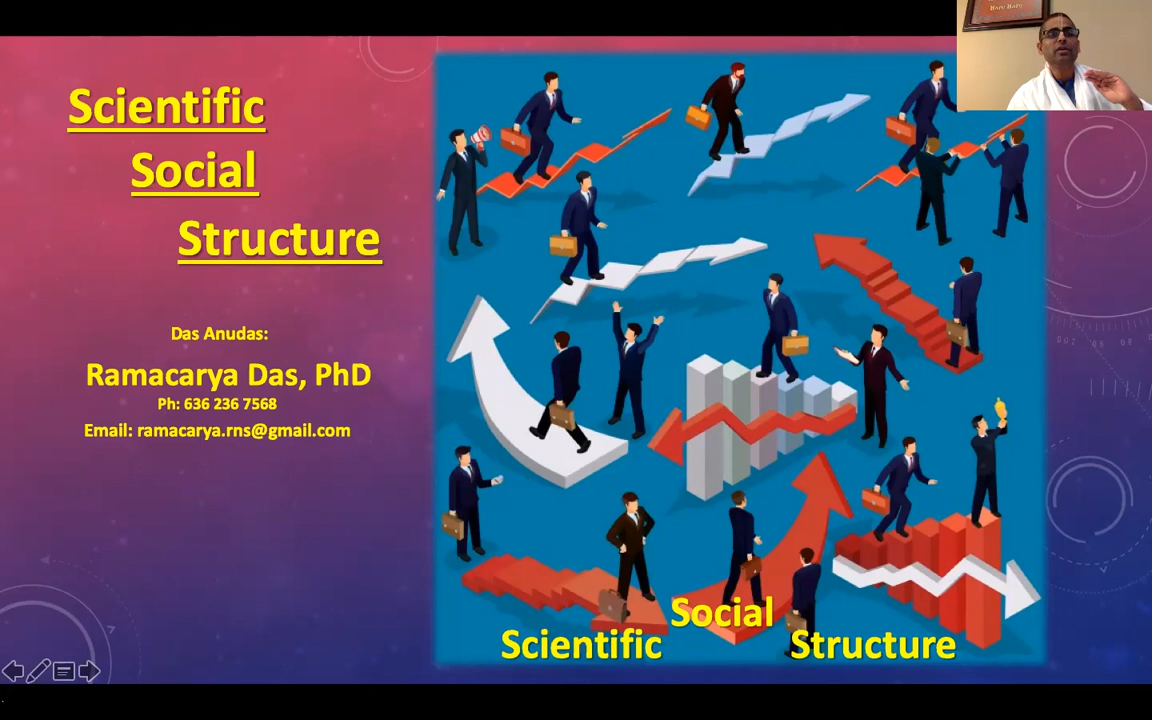 Scientific
Social
Structure
Das Anudas:
Ramacarya Das, PhD
Ph: 636 236 7568
Email: ramacarya.rns@gmail.com
Social
Scientific Structure